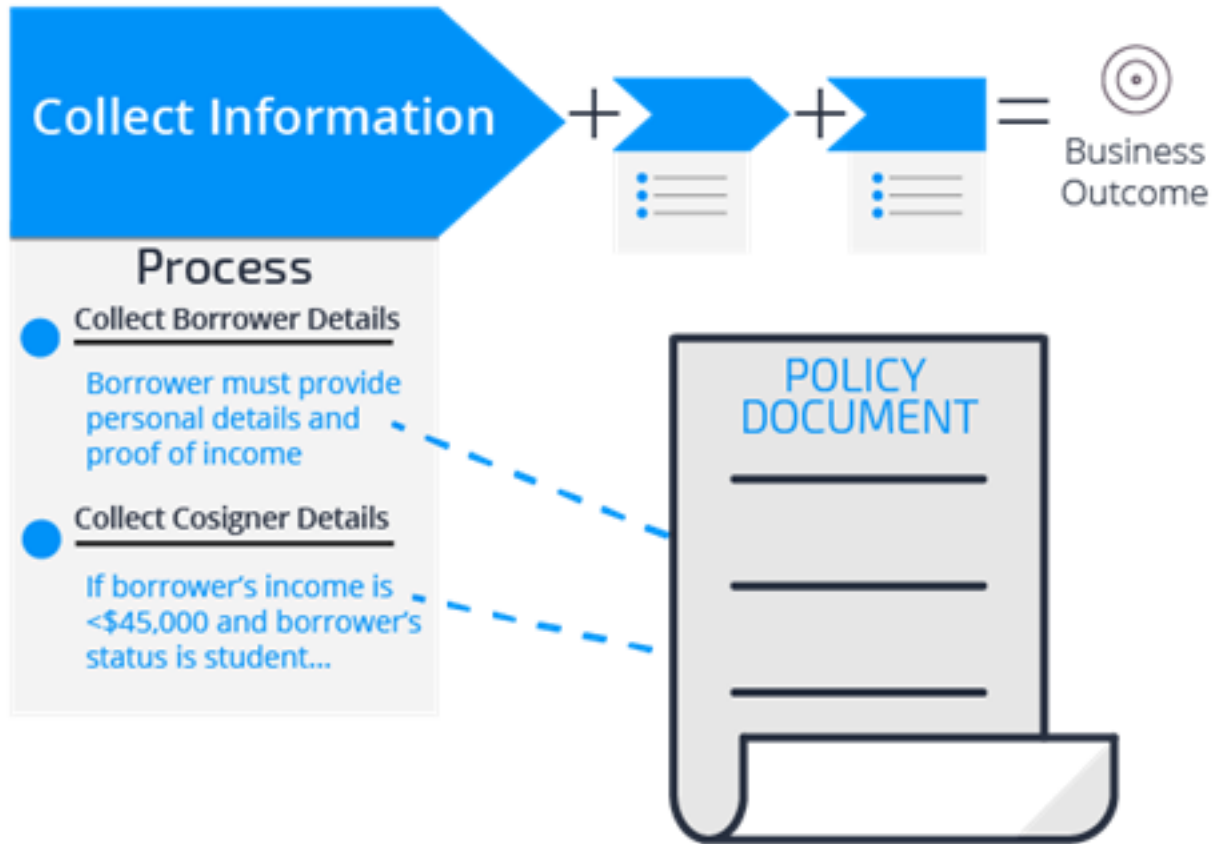 Collect Information
Business
Outcome
Process
Collect Borrower Details
Borrower must provide
personal details and
proof of income
Collect Cosigner Details
If borrower's income is
<$45,000 and borrower's
status is student...
POLICY
DOCUMENT